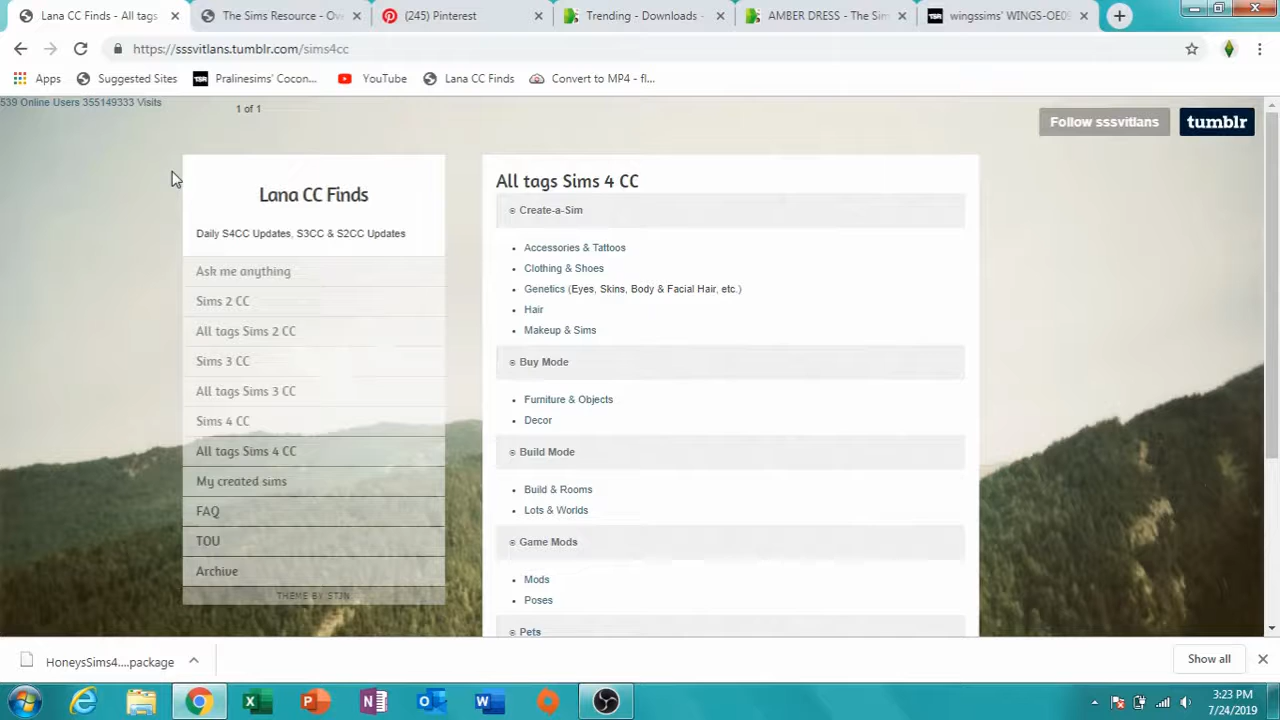 Lana CC Finds - All tags
The Sims Resource - Ove
(245) Pinterest
Trending - Downloads -
AMBER DRESS - The Sim
wingssims' WINGS-OE05
https://sssvitlans.tumblr.com/sims4cc
Apps
Suggested Sites
Pralinesims' Cocon...
YouTube
Lana CC Finds
Convert to MP4 - fl...
539 Online Users 355149333 Visits
1 of 1
Follow sssvitlans
tumblr
Lana CC Finds
Daily S4CC Updates, S3CC & S2CC Updates
Ask me anything
Sims 2 CC
All tags Sims 2 CC
Sims 3 CC
All tags Sims 3 CC
Sims 4 CC
All tags Sims 4 CC
My created sims
FAQ
TOU
Archive
THEME BY STJN
All tags Sims 4 CC
Create-a-Sim
Accessories & Tattoos
Clothing & Shoes
Genetics (Eyes, Skins, Body & Facial Hair, etc.)
Hair
Makeup & Sims
Buy Mode
Furniture & Objects
Decor
Build Mode
Build & Rooms
Lots & Worlds
Game Mods
Mods
Poses
Pets
HoneysSims4....package
Show all
3:23 PM
7/24/2019